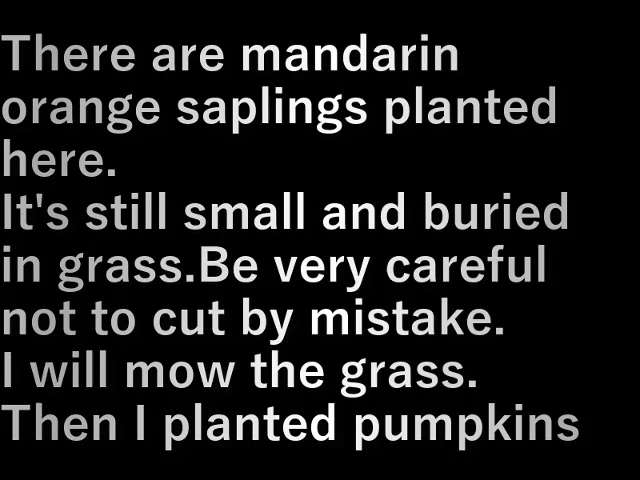 There are mandarin
orange saplings planted
here.
It's still small and buried
in grass.Be very careful
not to cut by mistake.
I will mow the grass.
Then I planted pumpkins